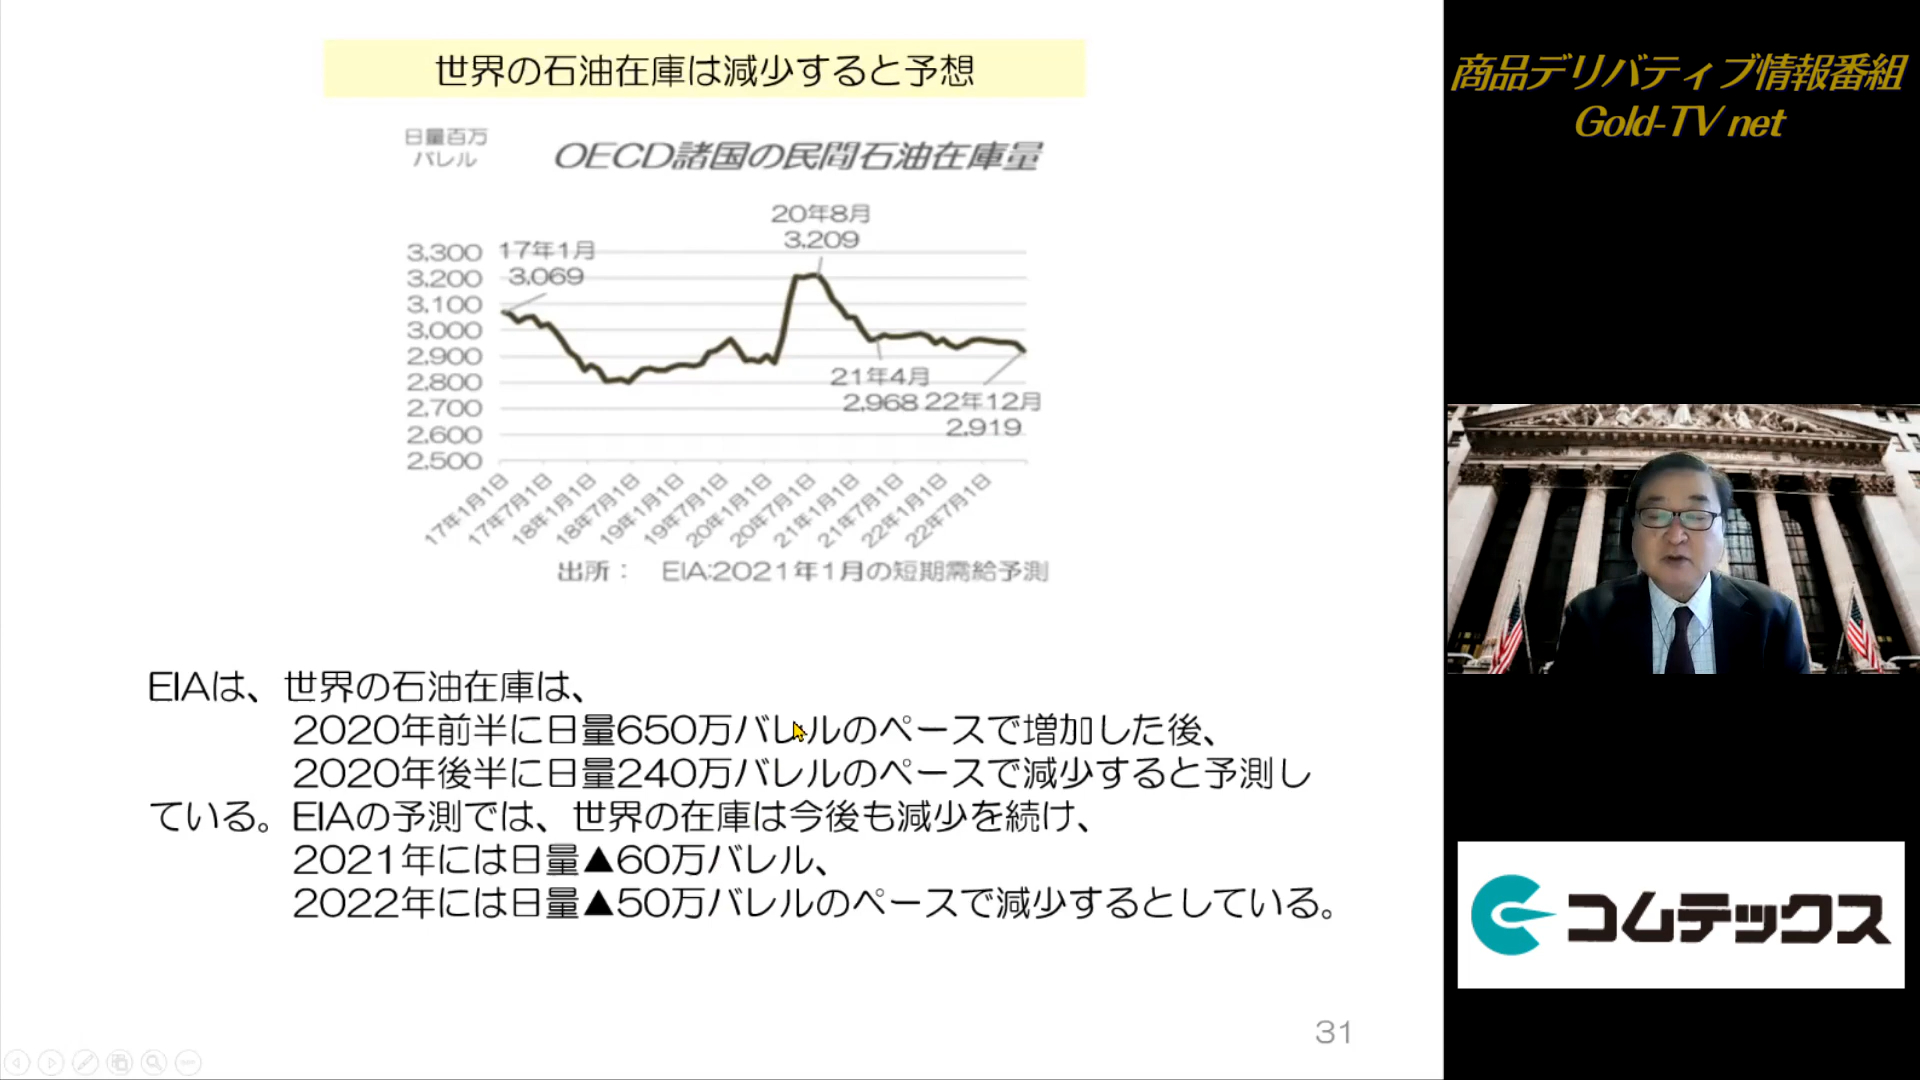 世界の石油在庫は減少すると予想
日量百万
バレル
OECD諸国の民間石油在庫量
20年8月
3,209
17年1月
3,069
3,300
3,200
3,100
3,000
2,900
2,800
2,700
2,600
2,500
21年4月
2,968
22年12月
2,919
17年1月1日
17年7月1日
18年1月1日
18年7月1日
19年1月1日
19年7月1日
20年1月1日
20年7月1日
21年1月1日
21年7月1日
22年1月1日
22年7月1日
出所： EIA:2021年1月の短期需給予測
EIAは、世界の石油在庫は、
2020年前半に日量650万バレルのペースで増加した後、
2020年後半に日量240万バレルのペースで減少すると予測し
ている。EIAの予測では、世界の在庫は今後も減少を続け、
2021年には日量▲60万バレル、
2022年には日量▲50万バレルのペースで減少するとしている。
31
商品デリバティブ情報番組
Gold-TV net
コムテックス